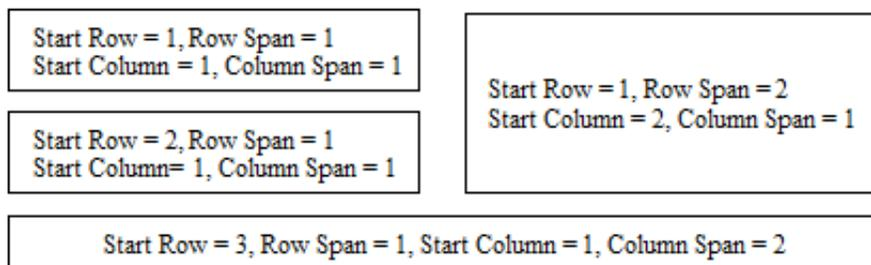 Start Row = 1, Row Span = 1
Start Column = 1, Column Span = 1
Start Row = 2, Row Span = 1
Start Column= 1, Column Span = 1
Start Row = 1, Row Span = 2
Start Column = 2, Column Span = 1
Start Row = 3, Row Span = 1, Start Column = 1, Column Span = 2